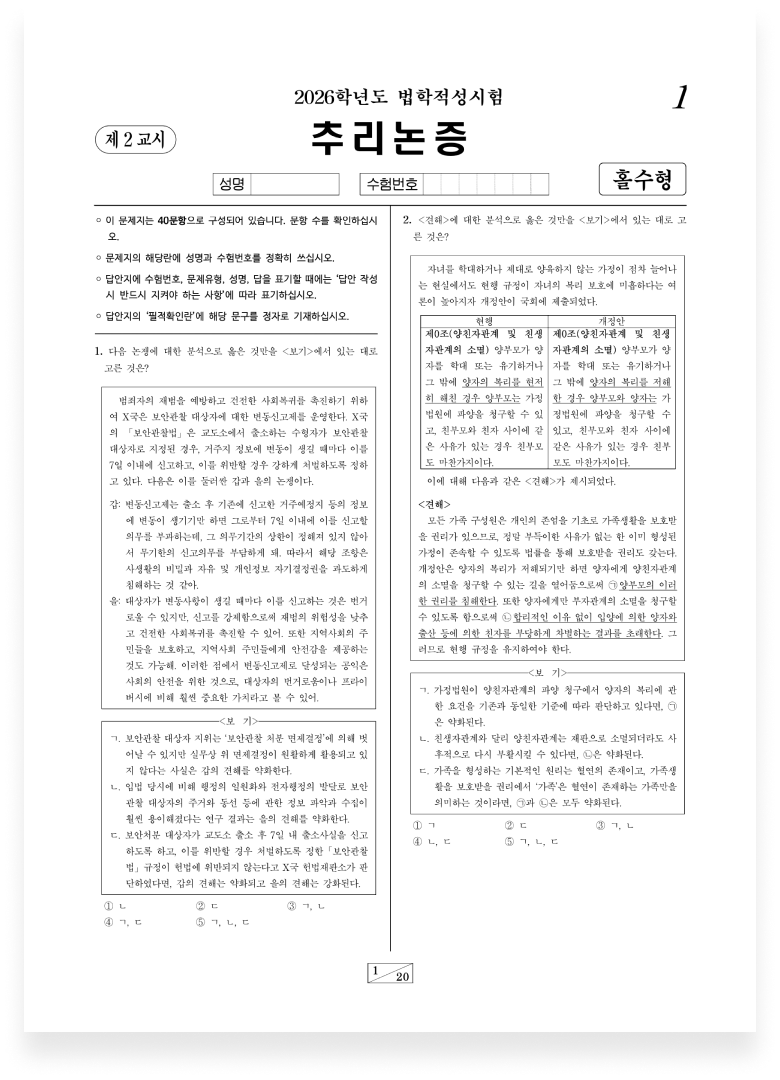 2026학년도 법학적성시험
1
제 2 교시
추리논증
성명
수험번호
홀수형
◦ 이 문제지는 40문항으로 구성되어 있습니다. 문항 수를 확인하십시
오.
◦ 문제지의 해당란에 성명과 수험번호를 정확히 쓰십시오.
◦ 답안지에 수험번호, 문제유형, 성명, 답을 표기할 때에는 '답안 작성
시 반드시 지켜야 하는 사항'에 따라 표기하십시오.
◦ 답안지의 '필적확인란'에 해당 문구를 정자로 기재하십시오.
1. 다음 논쟁에 대한 분석으로 옳은 것만을 <보기>에서 있는 대로
고른 것은?
범죄자의 재범을 예방하고 건전한 사회복귀를 촉진하기 위하
여 X국은 보안관찰 대상자에 대한 변동신고제를 운영한다. X국
의 「보안관찰법」은 교도소에서 출소하는 수형자가 보안관찰
대상자로 지정된 경우, 거주지 정보에 변동이 생길 때마다 이를
7일 이내에 신고하고, 이를 위반할 경우 강하게 처벌하도록 정하
고 있다. 다음은 이를 둘러싼 갑과 을의 논쟁이다.
갑: 변동신고제는 출소 후 기존에 신고한 거주예정지 등의 정보
에 변동이 생기기만 하면 그로부터 7일 이내에 이를 신고할
의무를 부과하는데, 그 의무기간의 상한이 정해져 있지 않아
서 무기한의 신고의무를 부담하게 돼. 따라서 해당 조항은
사생활의 비밀과 자유 및 개인정보 자기결정권을 과도하게
침해하는 것 같아.
을: 대상자가 변동사항이 생길 때마다 이를 신고하는 것은 번거
로울 수 있지만, 신고를 강제함으로써 재범의 위험성을 낮추
고 건전한 사회복귀를 촉진할 수 있어. 또한 지역사회의 주
민들을 보호하고, 지역사회 주민들에게 안전감을 제공하는
것도 가능해. 이러한 점에서 변동신고제로 달성되는 공익은
사회의 안전을 위한 것으로, 대상자의 번거로움이나 프라이
버시에 비해 훨씬 중요한 가치라고 볼 수 있어.
<보 기>
ㄱ. 보안관찰 대상자 지위는 '보안관찰 처분 면제결정'에 의해 벗
어날 수 있지만 실무상 위 면제결정이 원활하게 활용되고 있
지 않다는 사실은 갑의 견해를 약화한다.
ㄴ. 입법 당시에 비해 행정의 일원화와 전자행정의 발달로 보안
관찰 대상자의 주거와 동선 등에 관한 정보 파악과 수집이
훨씬 용이해졌다는 연구 결과는 을의 견해를 약화한다.
ㄷ. 보안처분 대상자가 교도소 출소 후 7일 내 출소사실을 신고
하도록 하고, 이를 위반할 경우 처벌하도록 정한 「보안관찰
법」 규정이 헌법에 위반되지 않는다고 X국 헌법재판소가 판
단하였다면, 갑의 견해는 약화되고 을의 견해는 강화된다.
① ㄴ ② ㄷ ③ ㄱ, ㄴ
④ ㄱ, ㄷ ⑤ ㄱ, ㄴ, ㄷ
2. <견해>에 대한 분석으로 옳은 것만을 <보기>에서 있는 대로 고
른 것은?
자녀를 학대하거나 제대로 양육하지 않는 가정이 점차 늘어나
는 현실에서도 현행 규정이 자녀의 복리 보호에 미흡하다는 여
론이 높아지자 개정안이 국회에 제출되었다.
현행
제0조(양친자관계 및 친생
자관계의 소멸) 양부모가 양
자를 학대 또는 유기하거나
그 밖에 양자의 복리를 현저
히 해친 경우 양부모는 가정
법원에 파양을 청구할 수 있
고, 친부모와 친자 사이에 같
은 사유가 있는 경우 친부모
도 마찬가지이다.
개정안
제0조(양친자관계 및 친생
자관계의 소멸) 양부모가 양
자를 학대 또는 유기하거나
그 밖에 양자의 복리를 저해
한 경우 양부모와 양자는 가
정법원에 파양을 청구할 수
있고, 친부모와 친자 사이에
같은 사유가 있는 경우 친부
모도 마찬가지이다.
이에 대해 다음과 같은 <견해>가 제시되었다.
<견해>
모든 가족 구성원은 개인의 존엄을 기초로 가족생활을 보호받
을 권리가 있으므로, 정말 부득이한 사유가 없는 한 이미 형성된
가정이 존속할 수 있도록 법률을 통해 보호받을 권리도 갖는다.
개정안은 양자의 복리가 저해되기만 하면 양자에게 양친자관계
의 소멸을 청구할 수 있는 길을 열어둠으로써 ㉠양부모의 이러
한 권리를 침해한다. 또한 양자에게만 부자관계의 소멸을 청구할
수 있도록 함으로써 ㉡합리적인 이유 없이 입양에 의한 양자와
출산 등에 의한 친자를 부당하게 차별하는 결과를 초래한다. 그
러므로 현행 규정을 유지하여야 한다.
<보 기>
ㄱ. 가정법원이 양친자관계의 파양 청구에서 양자의 복리에 관
한 요건을 기존과 동일한 기준에 따라 판단하고 있다면, ㉠
은 약화된다.
ㄴ. 친생자관계와 달리 양친자관계는 재판으로 소멸되더라도 사
후적으로 다시 부활시킬 수 있다면, ㉡은 약화된다.
ㄷ. 가족을 형성하는 기본적인 원리는 혈연의 존재이고, 가족생
활을 보호받을 권리에서 '가족'은 혈연이 존재하는 가족만을
의미하는 것이라면, ㉠과 ㉡은 모두 약화된다.
① ㄱ ② ㄷ ③ ㄱ, ㄴ
④ ㄴ, ㄷ ⑤ ㄱ, ㄴ, ㄷ
1
20